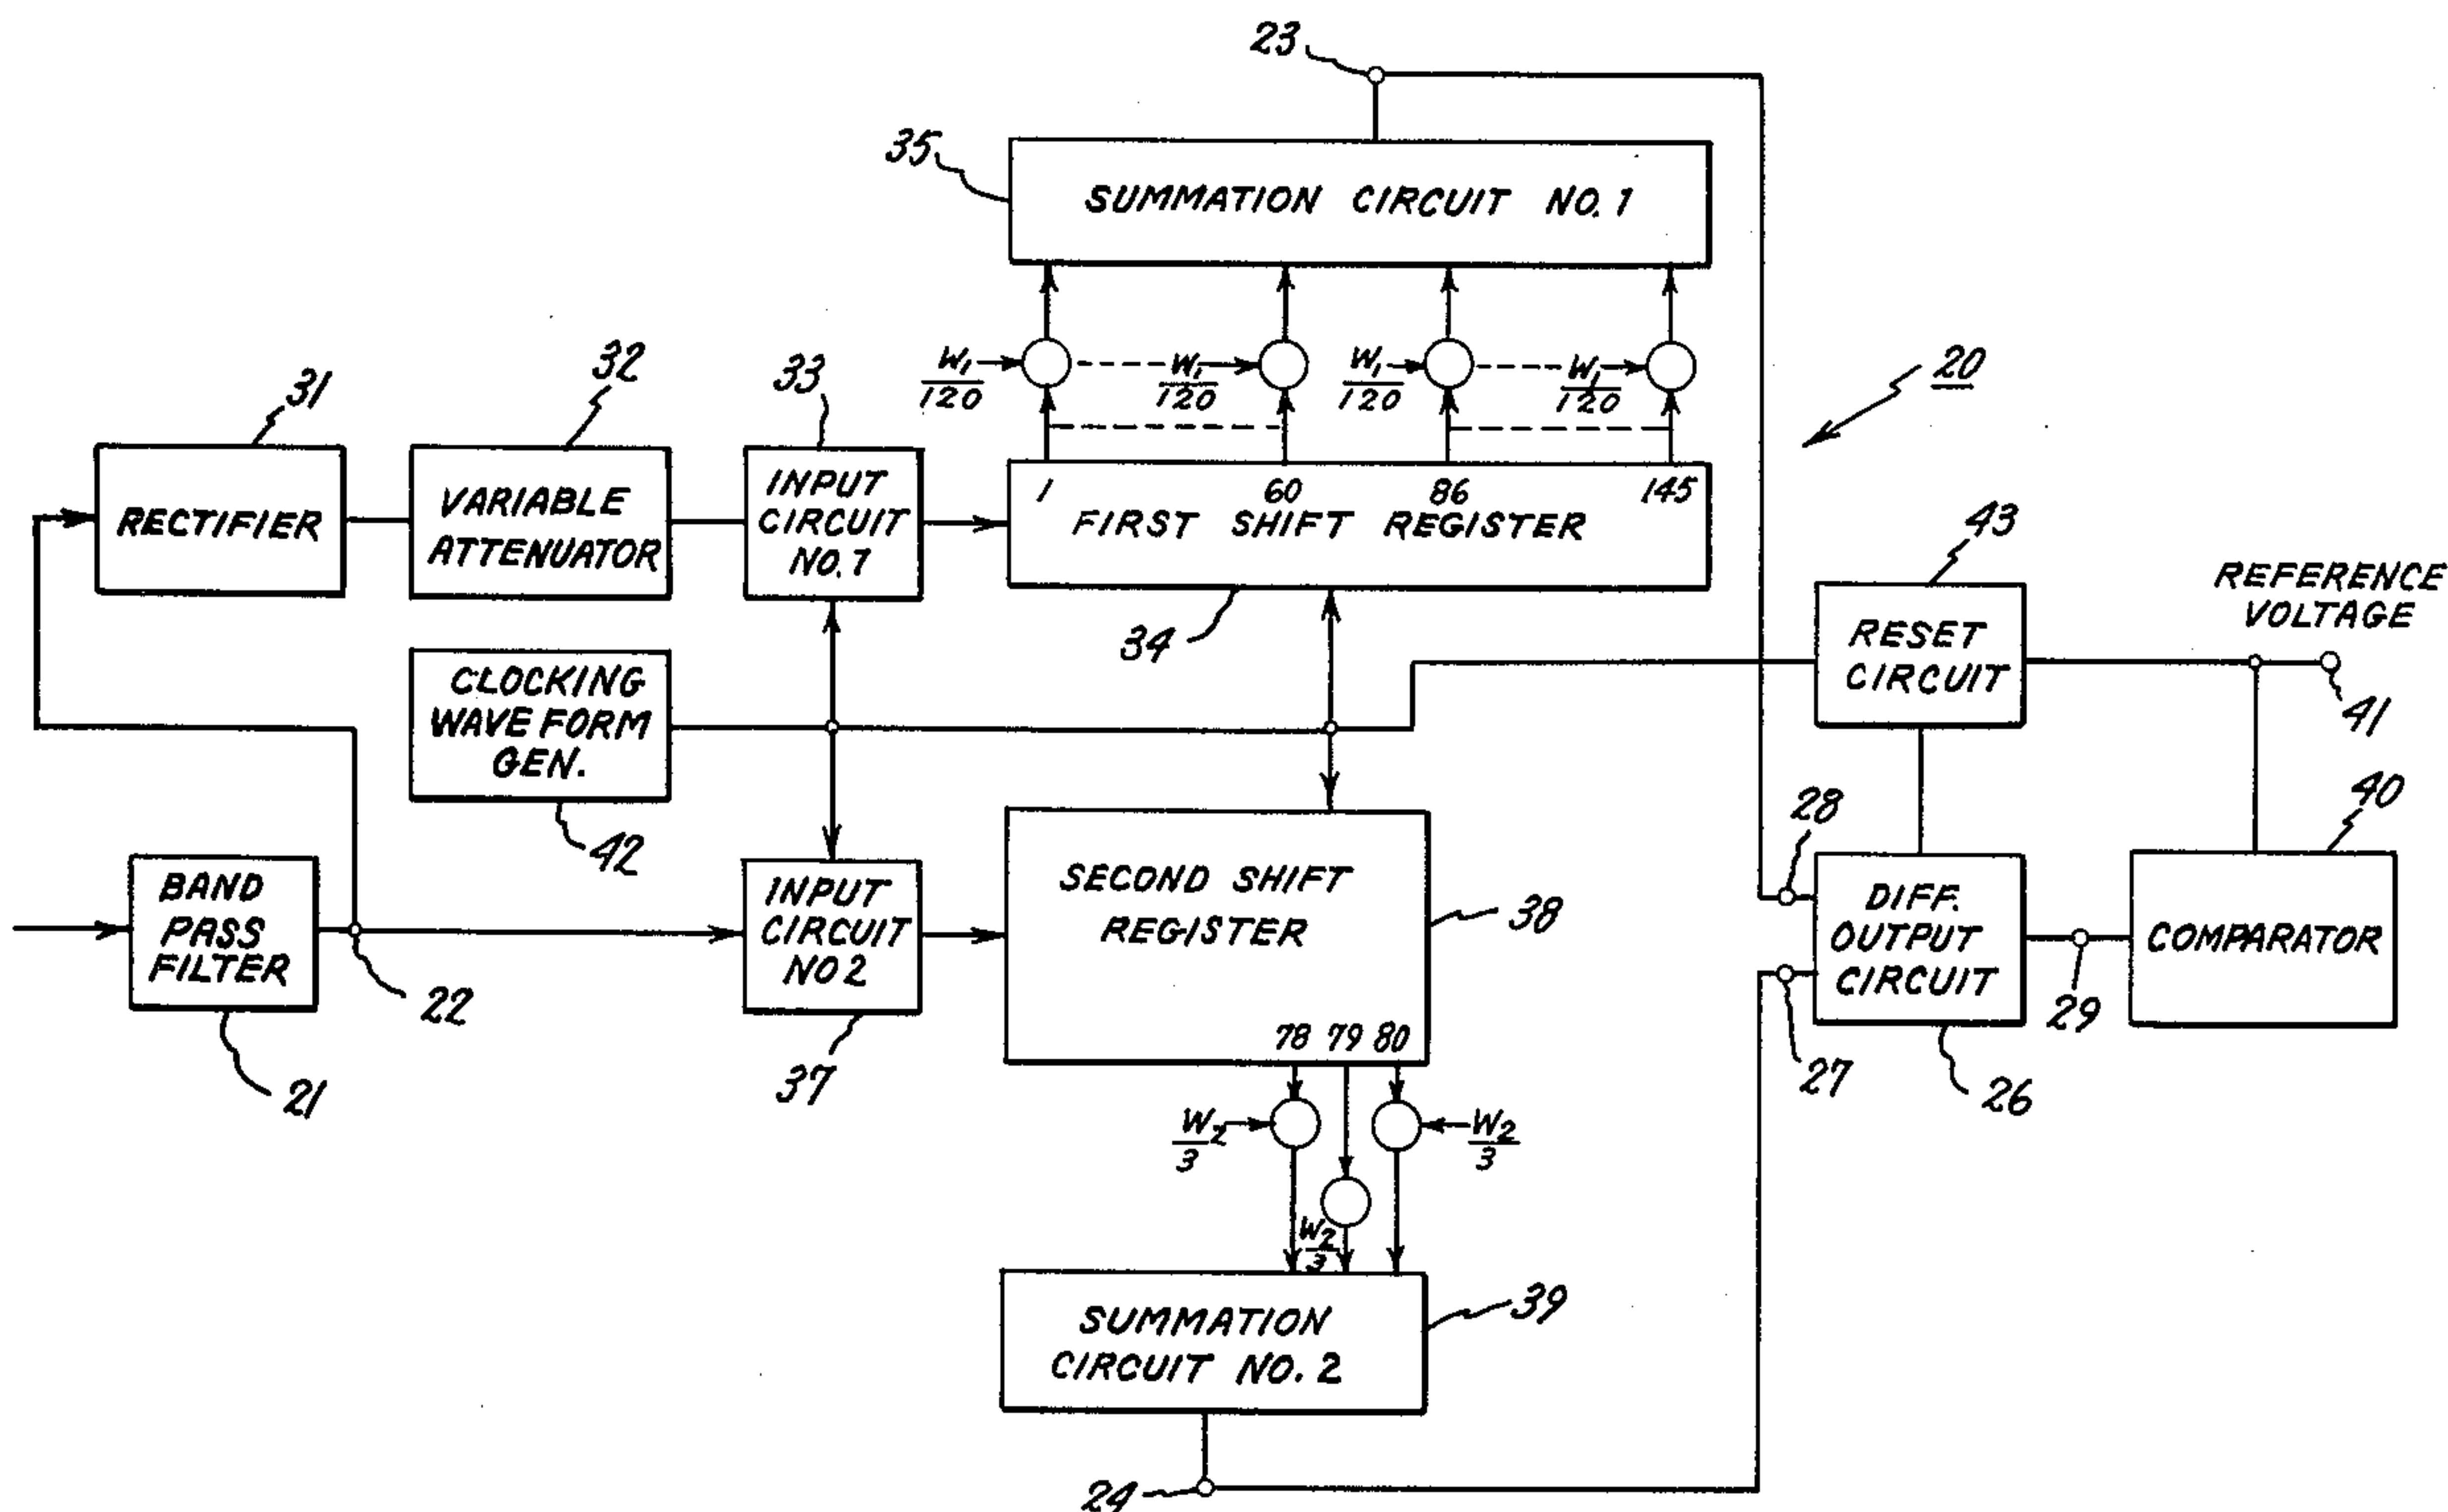 23
35
SUMMATION CIRCUIT NO. 1
W1/120
W1/120
W1/120
W1/120
20
31
32
33
RECTIFIER
VARIABLE
ATTENUATOR
INPUT
CIRCUIT
NO. 1
1
60
86
145
FIRST SHIFT REGISTER
34
43
REFERENCE
VOLTAGE
RESET
CIRCUIT
41
CLOCKING
WAVE FORM
GEN.
42
28
40
BAND
PASS
FILTER
22
21
INPUT
CIRCUIT
NO 2
37
SECOND SHIFT
REGISTER
38
78 79 80
DIFF.
OUTPUT
CIRCUIT
29
COMPARATOR
27
26
W2/3
W2/3
W2/3
SUMMATION
CIRCUIT NO. 2
39
24